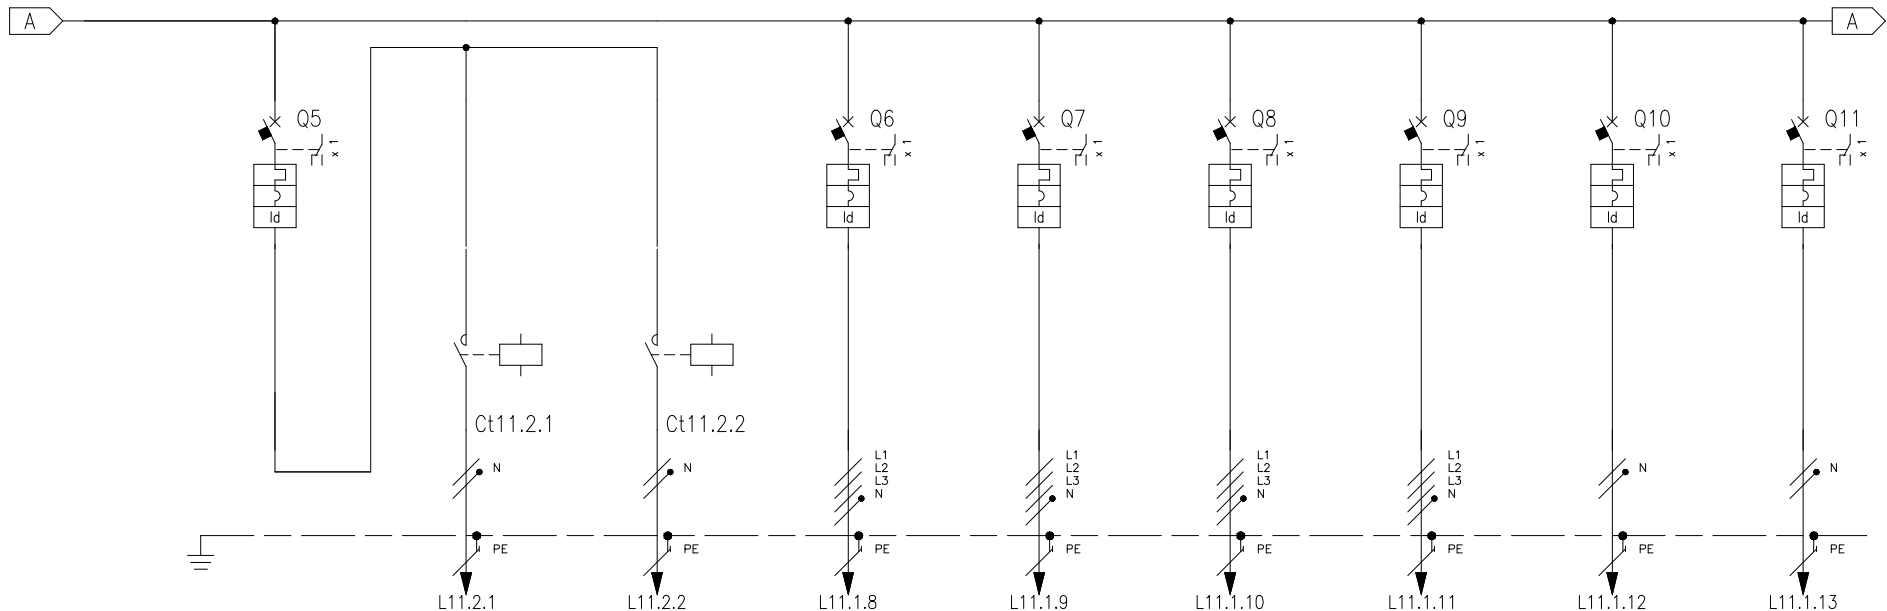 A A
Q5 Q6 Q7 Q8 Q9 Q10 Q11
x 1 x 1 x 1 x 1 x 1 x 1 x 1
Id Id Id Id Id Id Id
Ct11.2.1 Ct11.2.2
L1 L1 L1 L1
N N L2 L2 L2 L2 N N
L3 L3 L3 L3
N N N N
PE PE PE PE PE PE PE PE
L11.2.1 L11.2.2 L11.1.8 L11.1.9 L11.1.10 L11.1.11 L11.1.12 L11.1.13